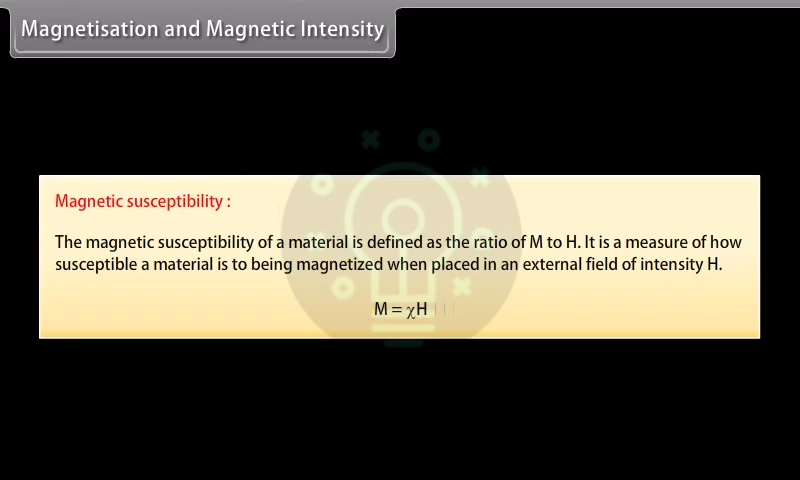 Magnetisation and Magnetic Intensity
Magnetic susceptibility :
The magnetic susceptibility of a material is defined as the ratio of M to H. It is a measure of how
susceptible a material is to being magnetized when placed in an external field of intensity H.
M = χH